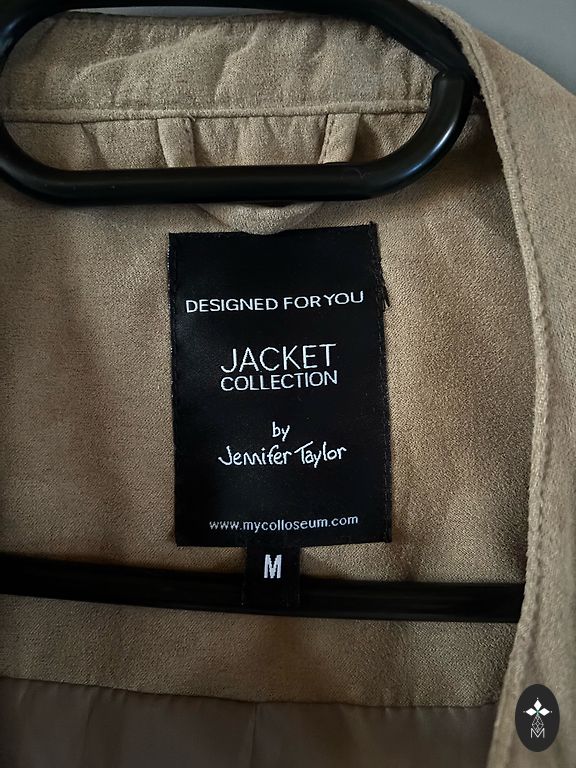 DESIGNED FOR YOU
JACKET
COLLECTION
by
Jennifer Taylor
www.mycolloseum.com
M
M